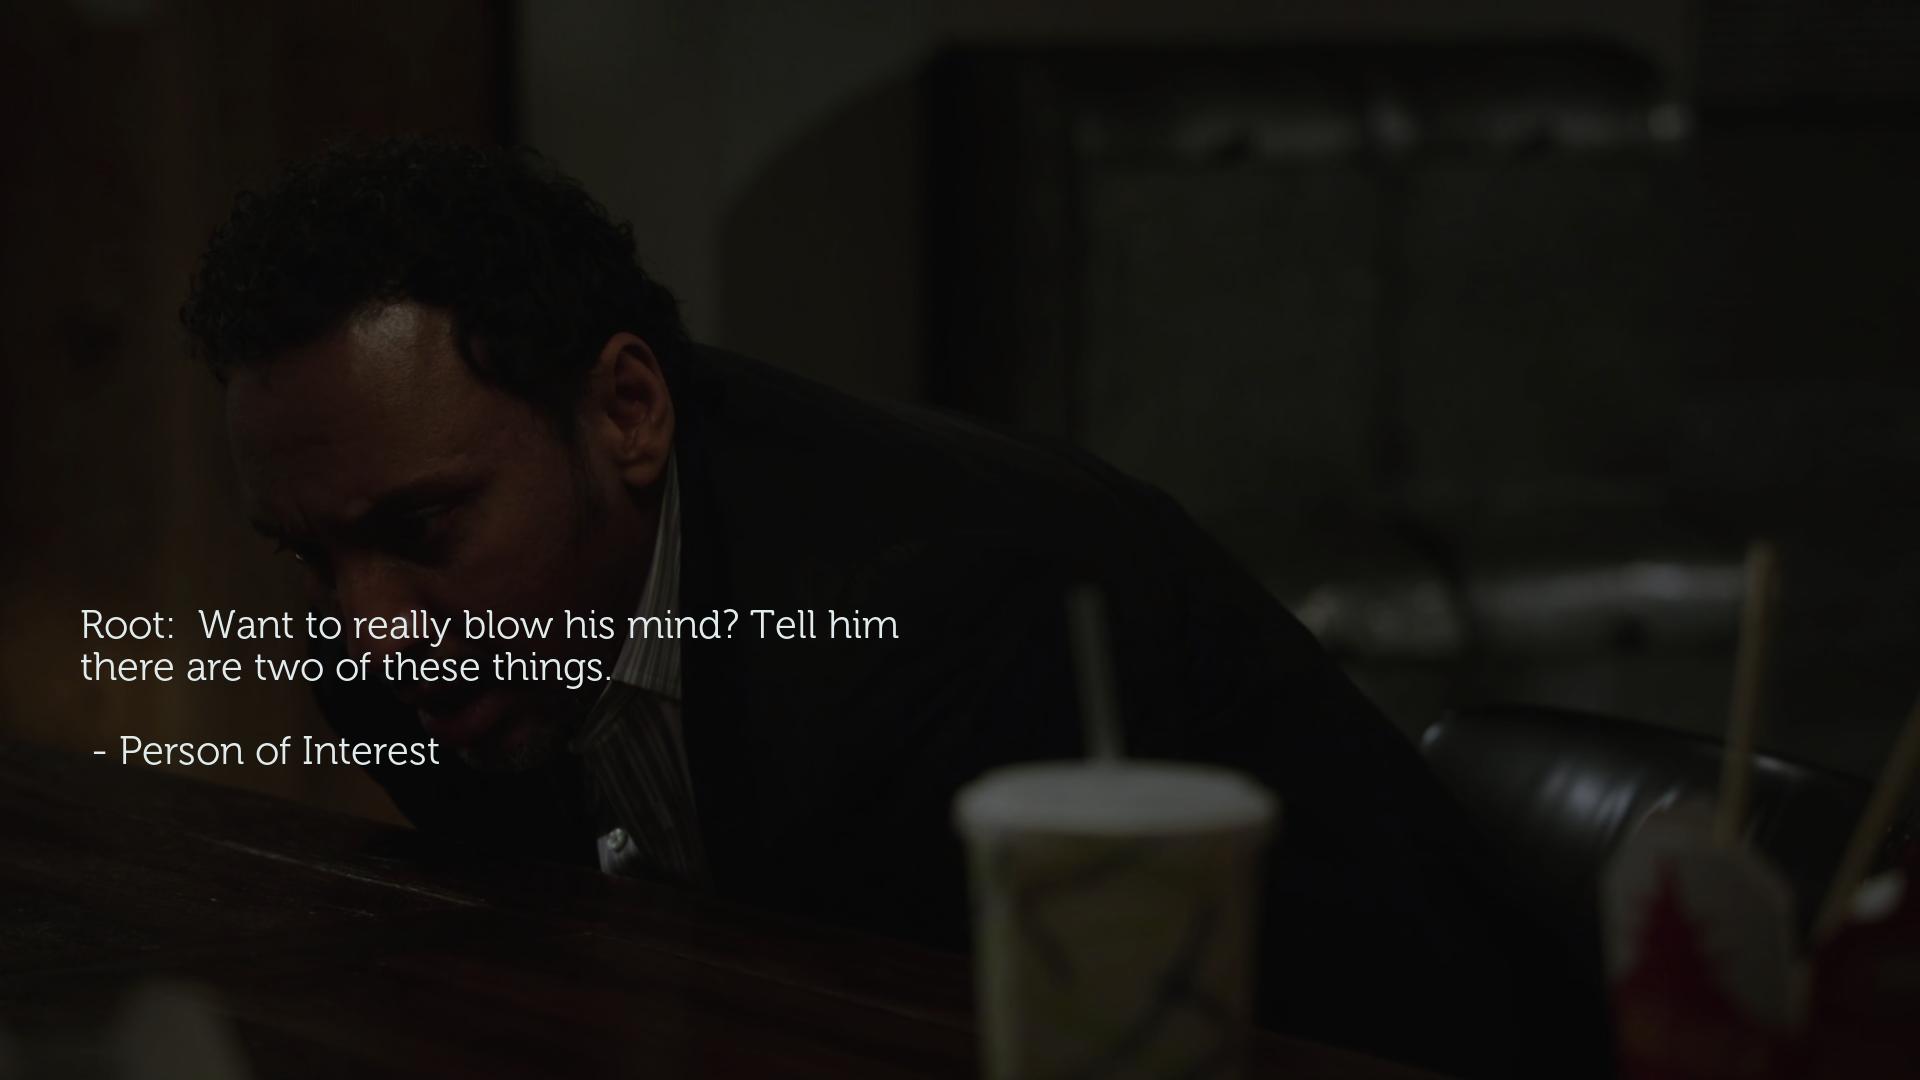 Root:  Want to really blow his mind? Tell him
there are two of these things.
- Person of Interest